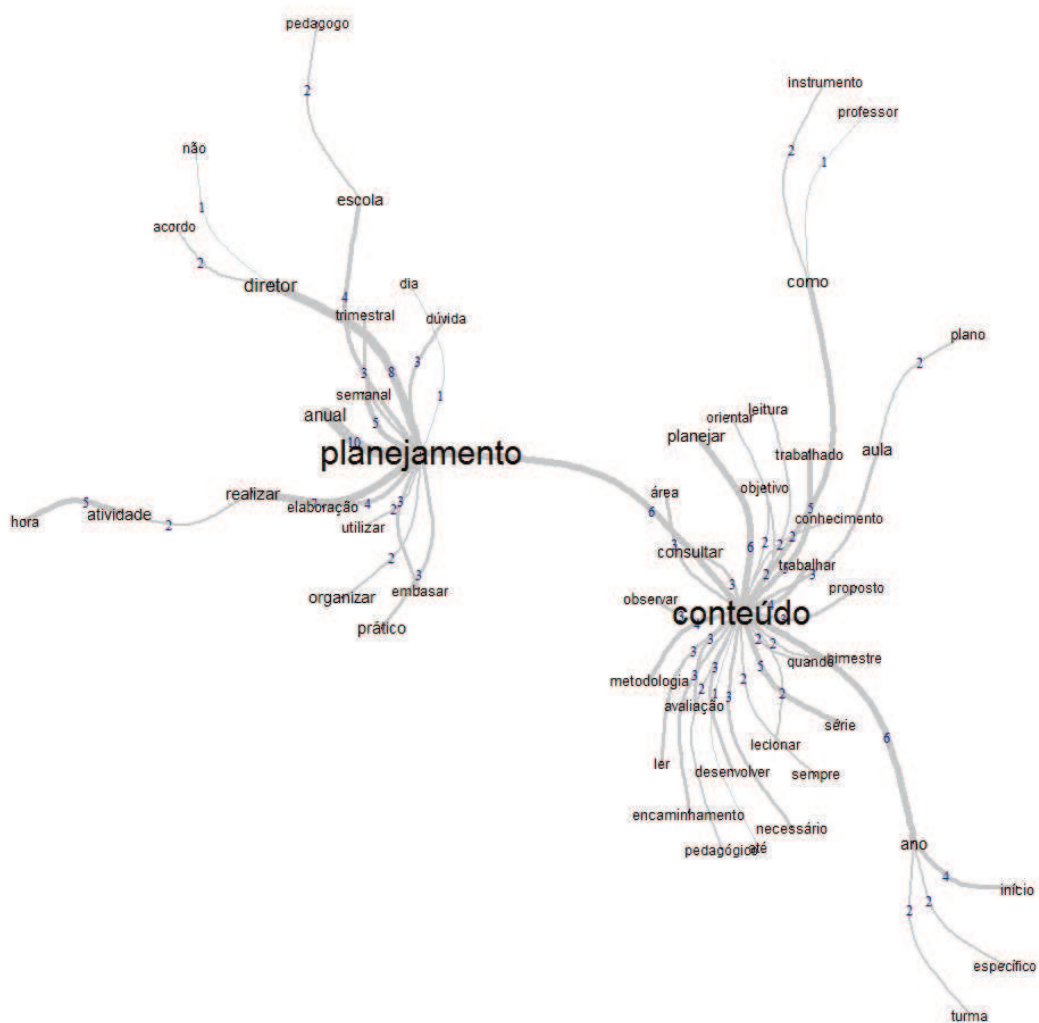 pedagogo
2
instrumento
professor
não
2
1
escola
1
acordo
2
diretor
dia
como
4
trimestral
dúvida
plano
3
2
3
8
1
semanal
leitura
anual
5
orientar
planejar
10
trabalhado
aula
planejamento
objetivo
área
realizar
elaboração
4
3
5
6
hora
5
atividade
2
2
utilizar
conhecimento
3
consultar
6
2
2
2
2
3
trabalhar
2
3
3
organizar
embasar
observar
conteúdo
proposto
prático
3
4
3
2
2
quando
bimestre
metodologia
3
3
5
3
2
1
3
2
2
avaliação
série
6
lecionar
ler
desenvolver
sempre
encaminhamento
necessário
pedagógico
até
ano
4
início
2
2
específico
turma